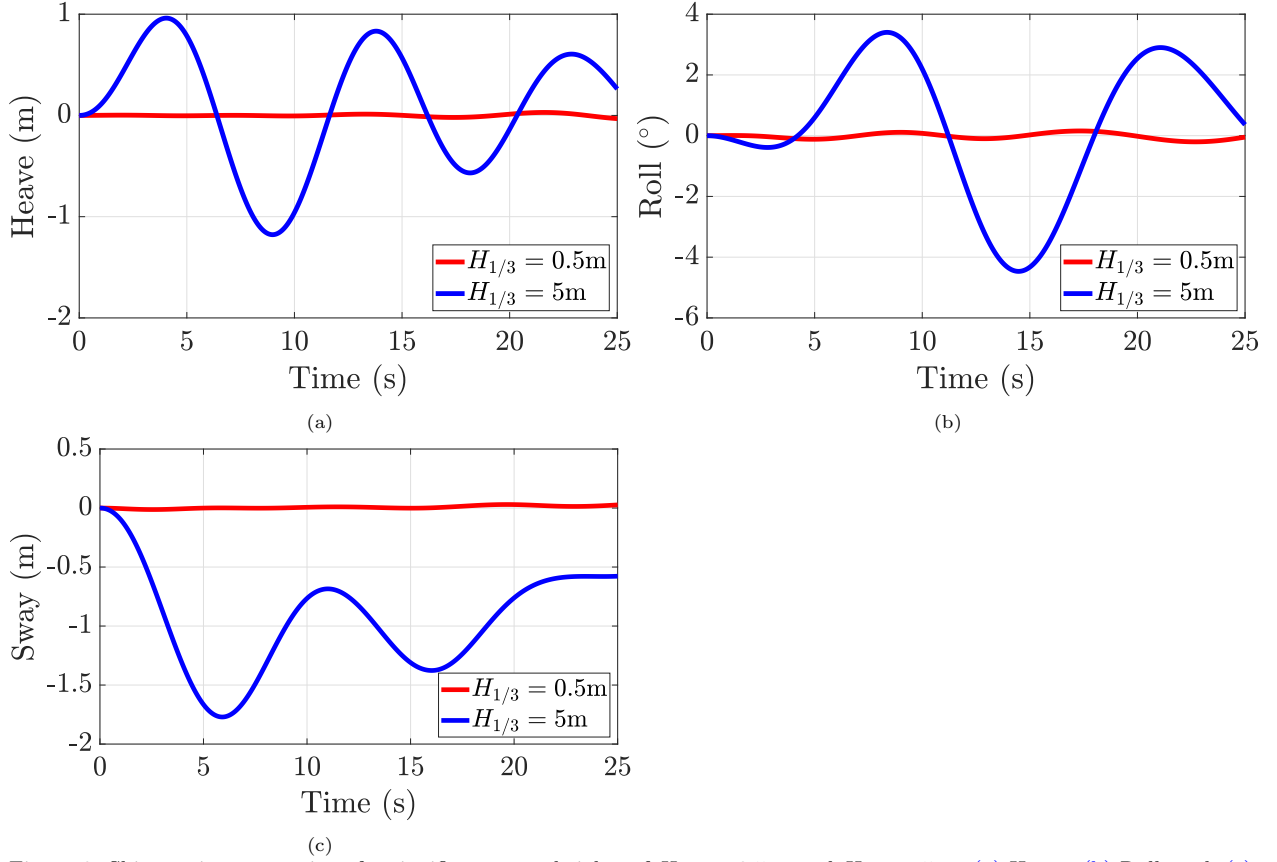 1
0
-1
-2
Heave (m)
0
5
10
15
20
25
Time (s)
H1/3 = 0.5m
H1/3 = 5m
(a)
4
2
0
-2
-4
-6
Roll (°)
0
5
10
15
20
25
Time (s)
H1/3 = 0.5m
H1/3 = 5m
(b)
0.5
0
-0.5
-1
-1.5
-2
Sway (m)
0
5
10
15
20
25
Time (s)
H1/3 = 0.5m
H1/3 = 5m
(c)